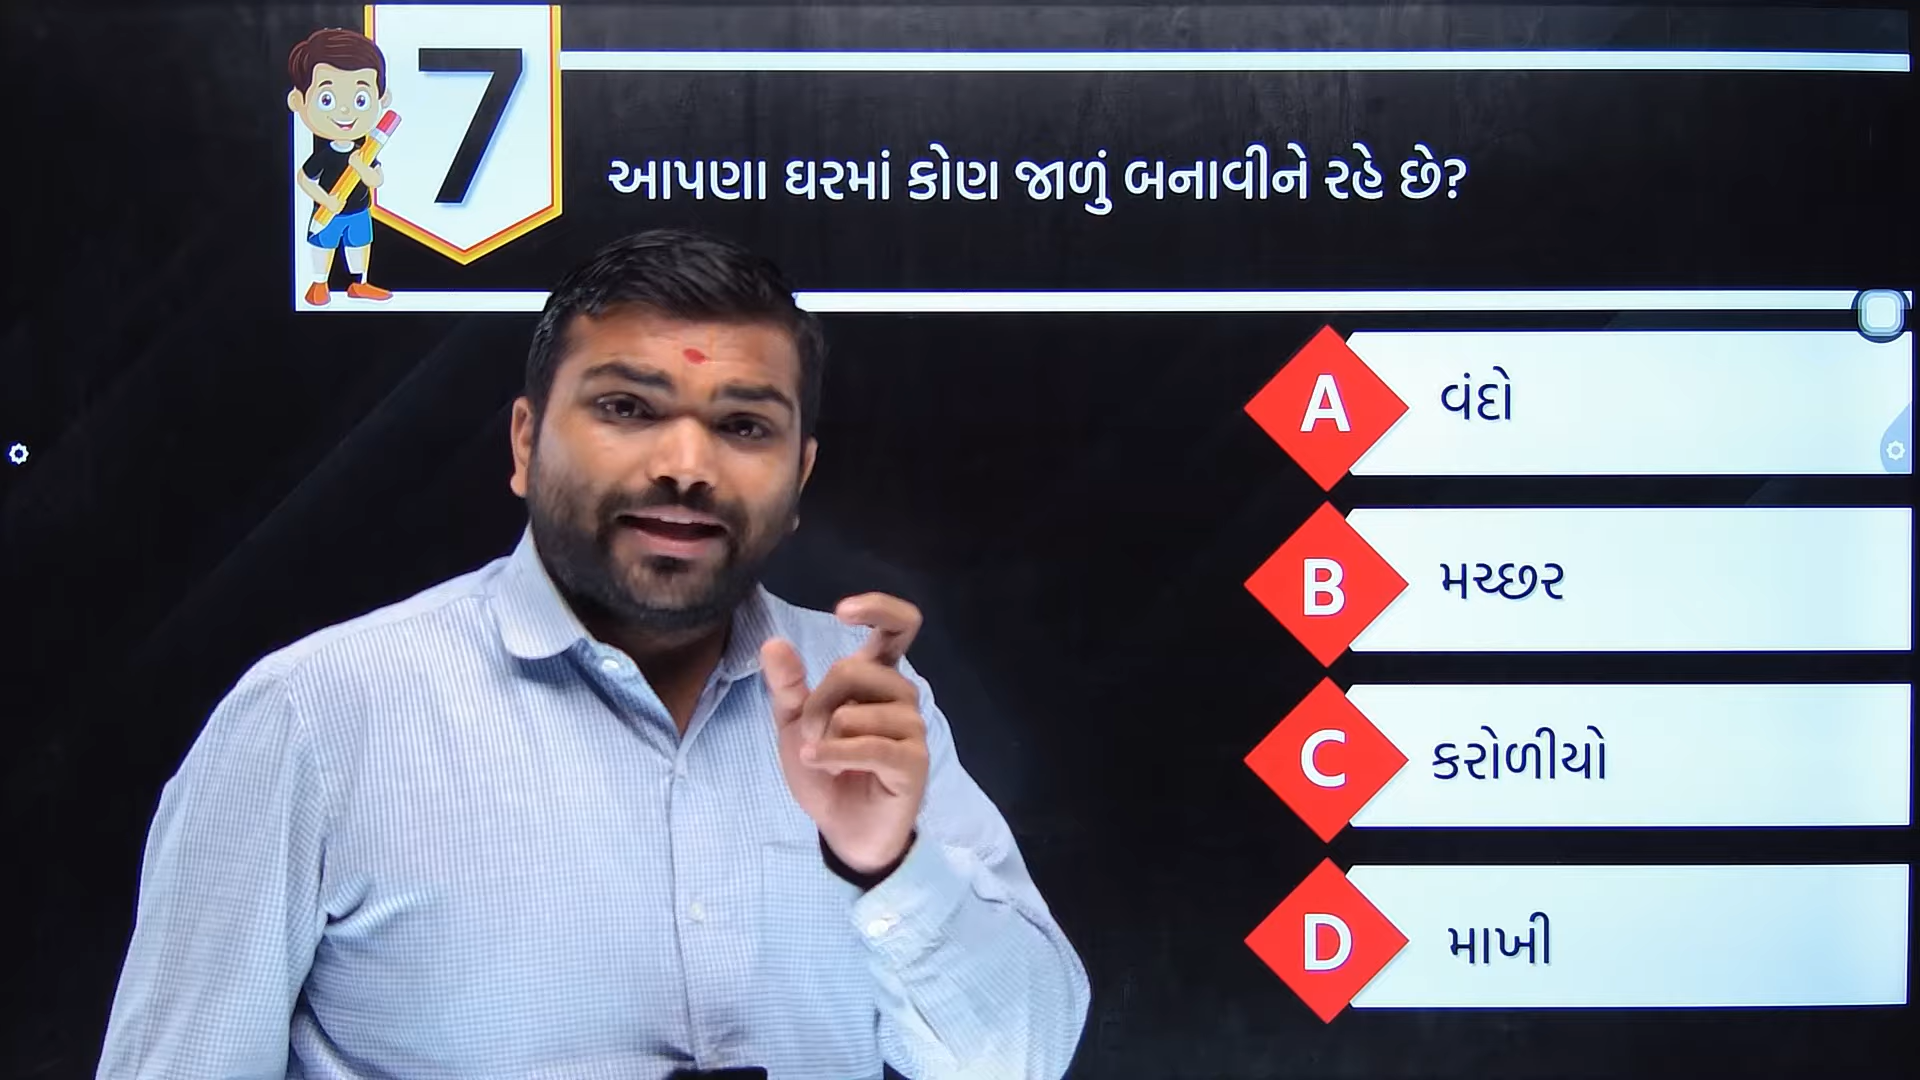 7
આપણા ઘરમાં કોણ જાળું બનાવીને રહે છે?
A વંદો
B મચ્છર
C કરોળીયો
D માખી